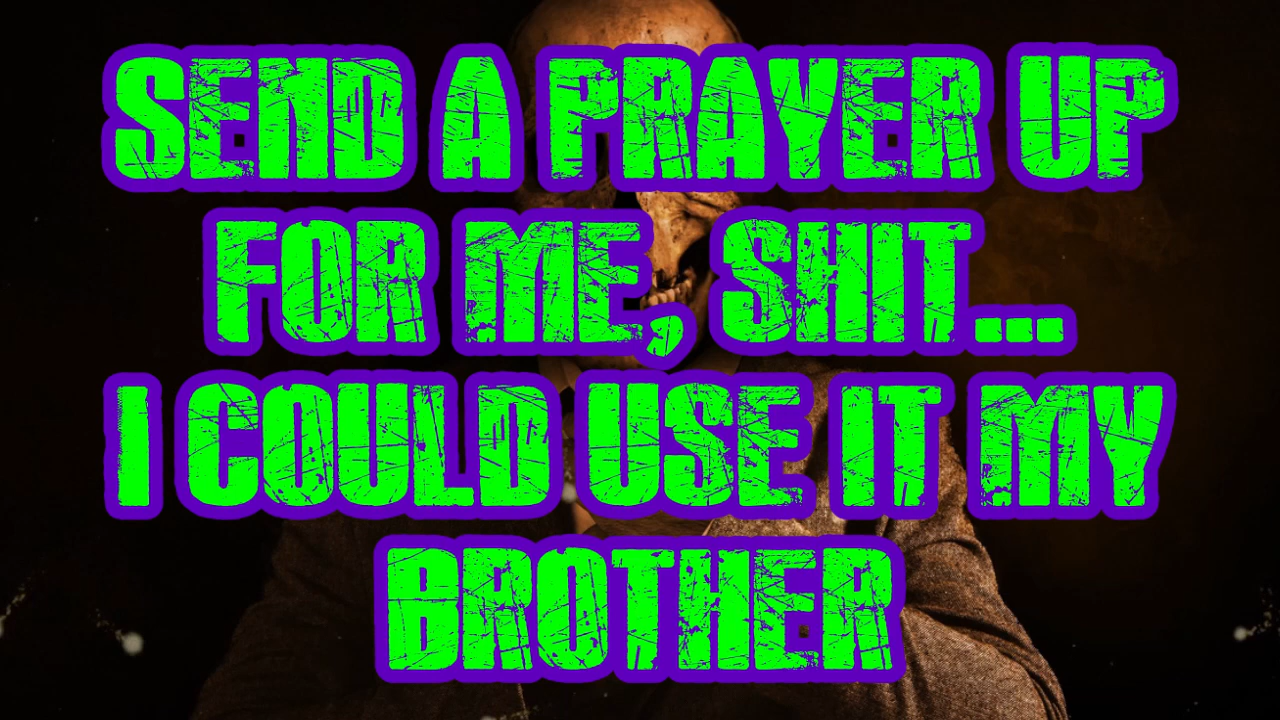 SEND A PRAYER UP
FOR ME, SHIT...
I COULD USE IT MY
BROTHER